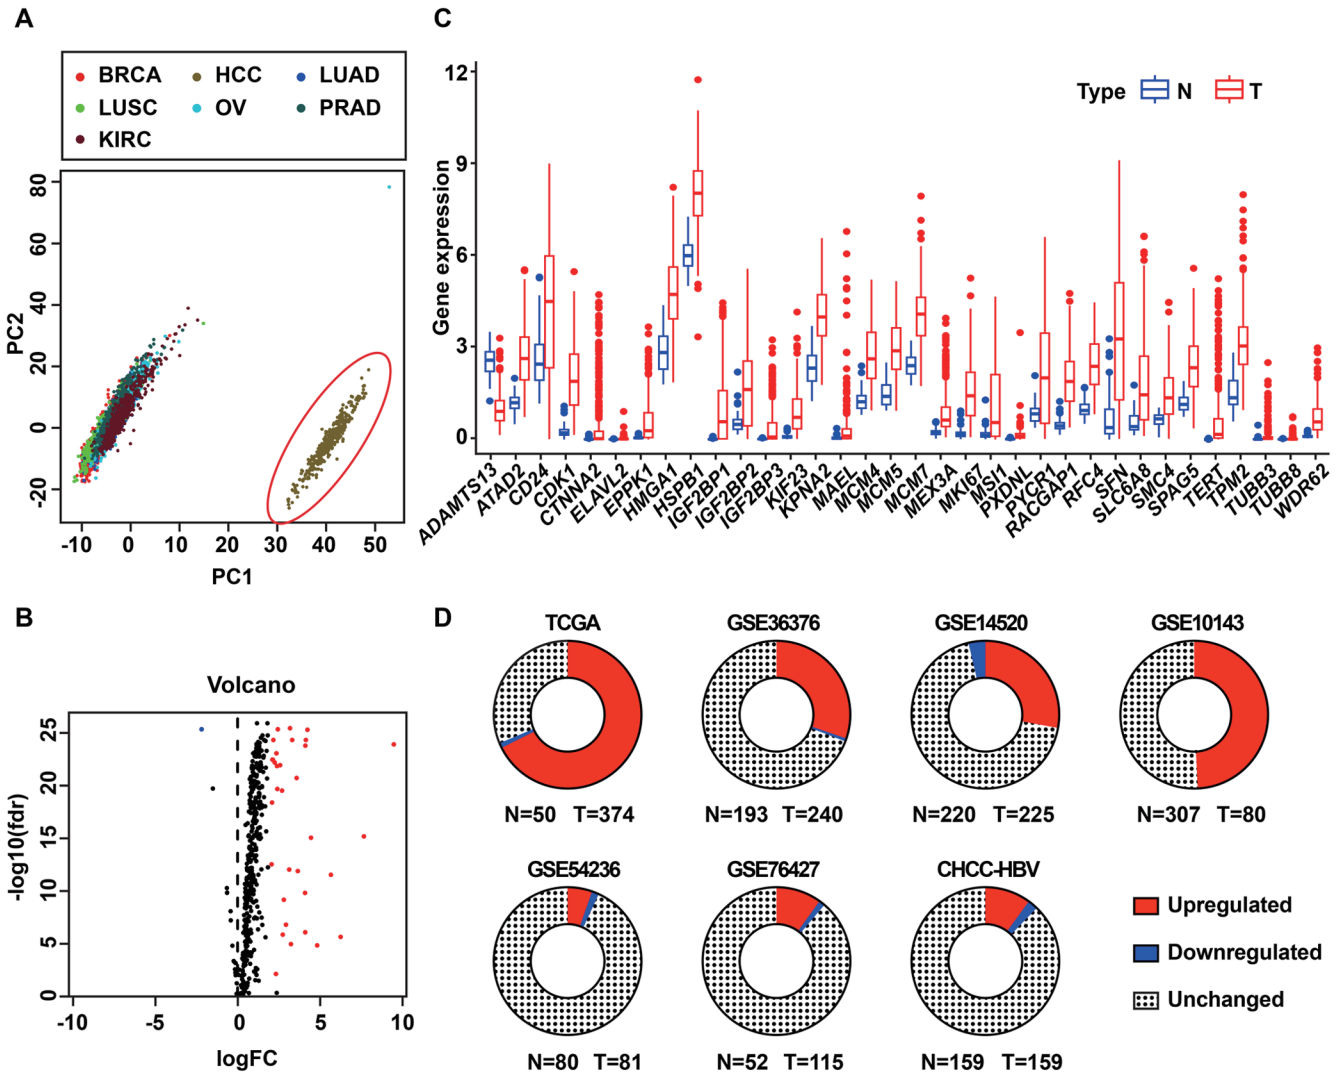 A
BRCA HCC LUAD
LUSC OV PRAD
KIRC
PC2
80
60
40
20
0
-20
-10 0 10 20 30 40 50
PC1
B
Volcano
-log10(fdr)
25
20
15
10
5
0
-10 -5 0 5 10
logFC
C
Type N T
Gene expression
12
9
6
3
0
ADAMTS13 ATAD2 CD24 CDK1 CTNNA2 ELAVL2 EPPK1 HMGA1 HSPB1 IGF2BP1 IGF2BP2 IGF2BP3 KIF23 KPNA2 MAEL MCM4 MCM5 MCM7 MEX3A MKI67 MSI1 PXDNL PYCR1 RACGAP1 RFC4 SFN SLC6A8 SMC4 SPAG5 TERT TPM2 TUBB3 TUBB8 WDR62
D
TCGA GSE36376 GSE14520 GSE10143
N=50 T=374 N=193 T=240 N=220 T=225 N=307 T=80
GSE54236 GSE76427 CHCC-HBV
N=80 T=81 N=52 T=115 N=159 T=159
Upregulated
Downregulated
Unchanged